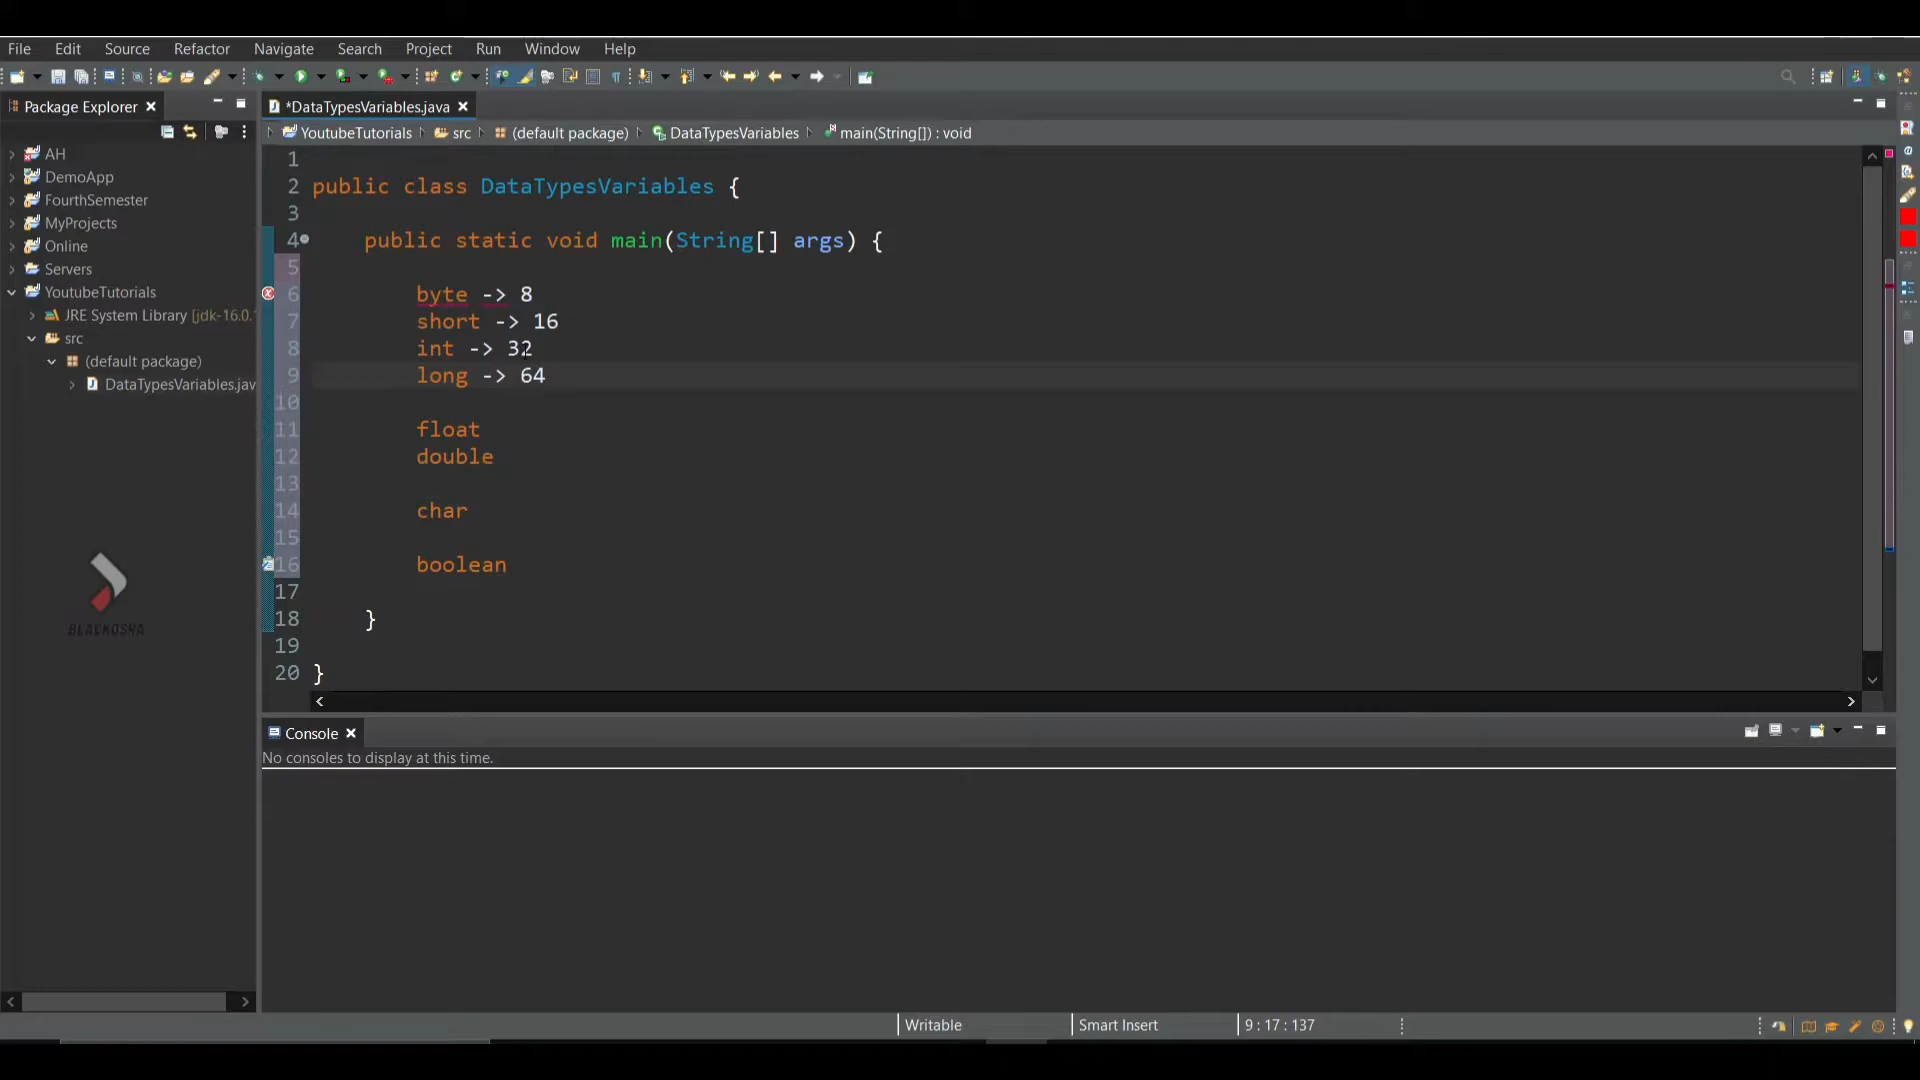 File Edit Source Refactor Navigate Search Project Run Window Help
Package Explorer
*DataTypesVariables.java
YoutubeTutorials src (default package) DataTypesVariables main(String[]) : void
AH
DemoApp
FourthSemester
MyProjects
Online
Servers
YoutubeTutorials
JRE System Library [jdk-16.0.1
src
(default package)
DataTypesVariables.jav
1
2 public class DataTypesVariables {
3
4 public static void main(String[] args) {
5
6 byte -> 8
7 short -> 16
8 int -> 32
9 long -> 64
10
11 float
12 double
13
14 char
15
16 boolean
17
18 }
19
20 }
BLACKOSRA
Console
No consoles to display at this time.
Writable Smart Insert 9 : 17 : 137